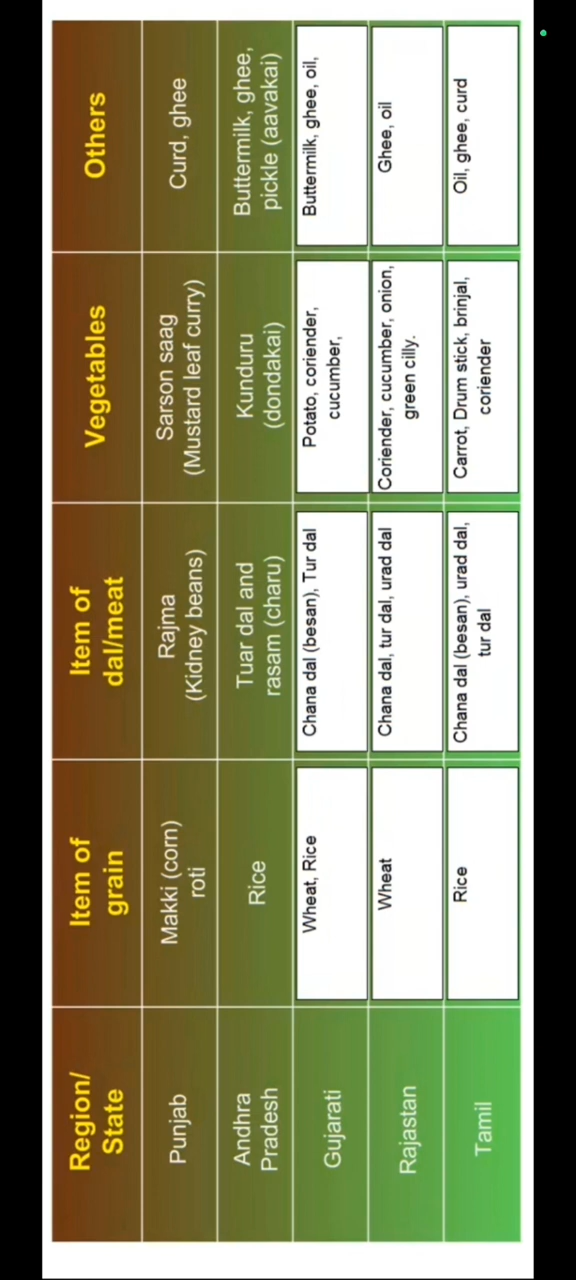 Region/
State
Item of
grain
Item of
dal/meat
Vegetables
Others
Punjab
Makki (corn)
roti
Rajma
(Kidney beans)
Sarson saag
(Mustard leaf curry)
Curd, ghee
Andhra
Pradesh
Rice
Tuar dal and
rasam (charu)
Kunduru
(dondakai)
Buttermilk, ghee,
pickle (aavakai)
Gujarati
Wheat, Rice
Chana dal (besan), Tur dal
Potato, coriender,
cucumber,
Buttermilk, ghee, oil,
Rajastan
Wheat
Chana dal, tur dal, urad dal
Coriender, cucumber, onion,
green cilly.
Ghee, oil
Tamil
Rice
Chana dal (besan), urad dal,
tur dal
Carrot, Drum stick, brinjal,
coriender
Oil, ghee, curd